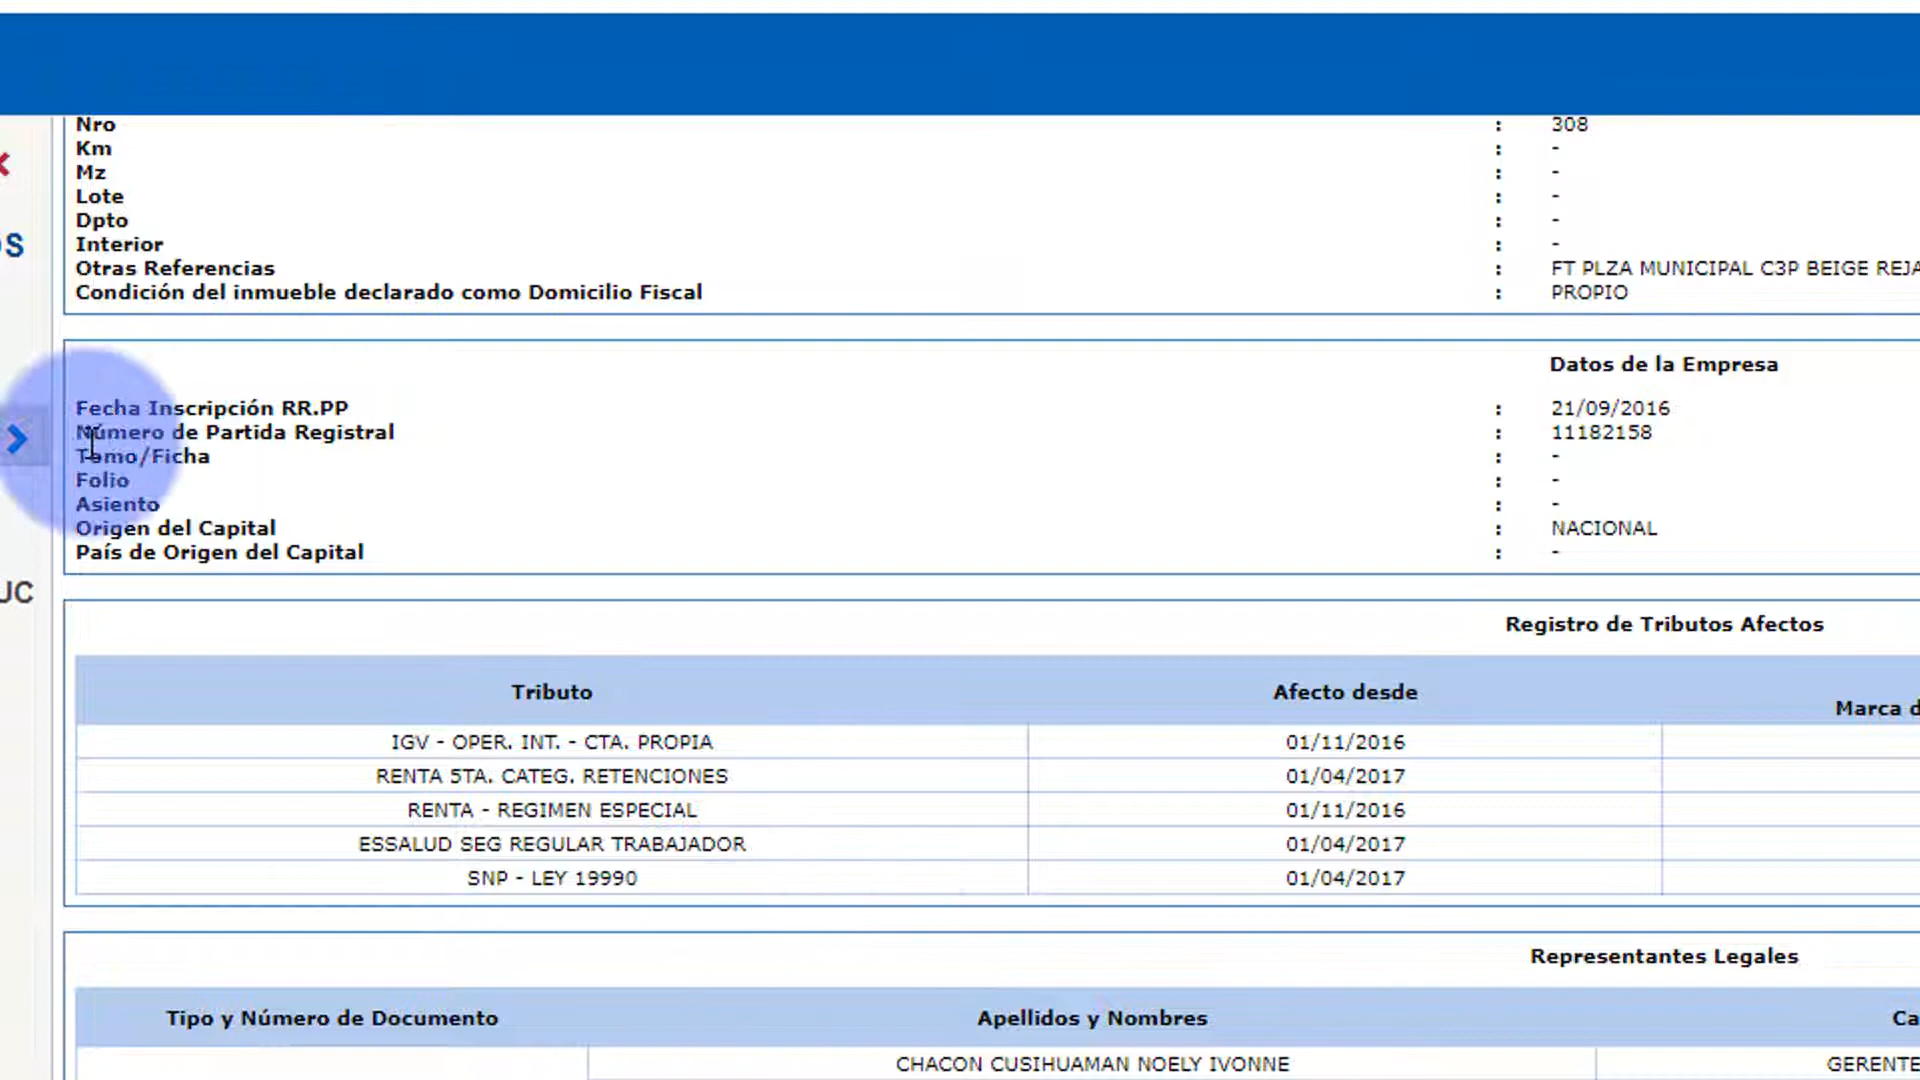 Nro : 308
Km : -
Mz : -
Lote : -
Dpto : -
Interior : -
Otras Referencias : FT PLZA MUNICIPAL C3P BEIGE REJA
Condición del inmueble declarado como Domicilio Fiscal : PROPIO
Datos de la Empresa
Fecha Inscripción RR.PP : 21/09/2016
Número de Partida Registral : 11182158
Tomo/Ficha : -
Folio : -
Asiento : -
Origen del Capital : NACIONAL
País de Origen del Capital : -
Registro de Tributos Afectos
Tributo Afecto desde
Marca d
IGV - OPER. INT. - CTA. PROPIA 01/11/2016
RENTA 5TA. CATEG. RETENCIONES 01/04/2017
RENTA - REGIMEN ESPECIAL 01/11/2016
ESSALUD SEG REGULAR TRABAJADOR 01/04/2017
SNP - LEY 19990 01/04/2017
Representantes Legales
Tipo y Número de Documento Apellidos y Nombres Ca
CHACON CUSIHUAMAN NOELY IVONNE GERENTE
OS
UC